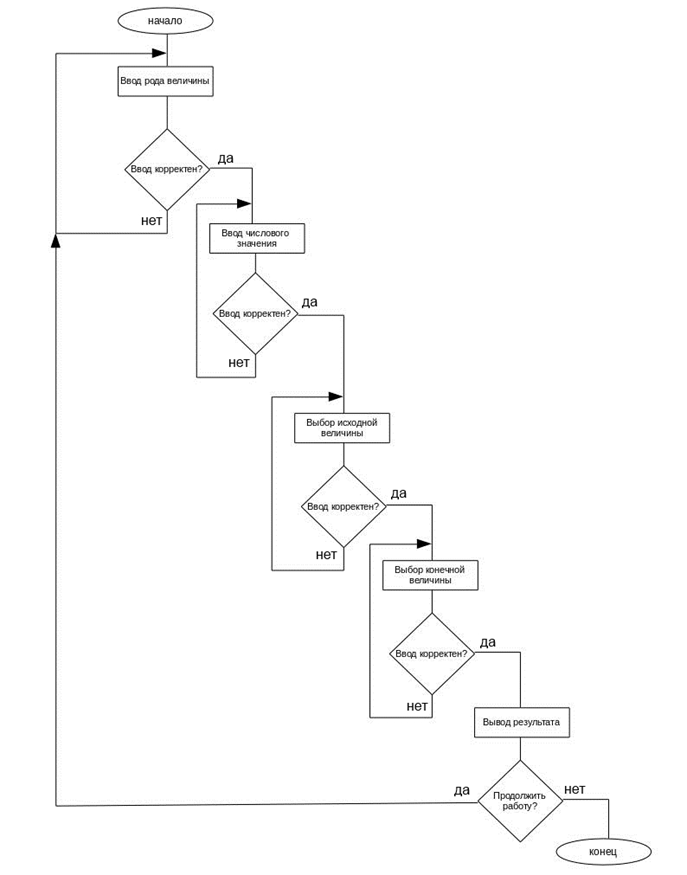 начало
Ввод рода величины
Ввод корректен?
да
нет
Ввод числового
значения
Ввод корректен?
да
нет
Выбор исходной
величины
Ввод корректен?
да
нет
Выбор конечной
величины
Ввод корректен?
да
нет
Вывод результата
да
Продолжить
работу?
нет
конец